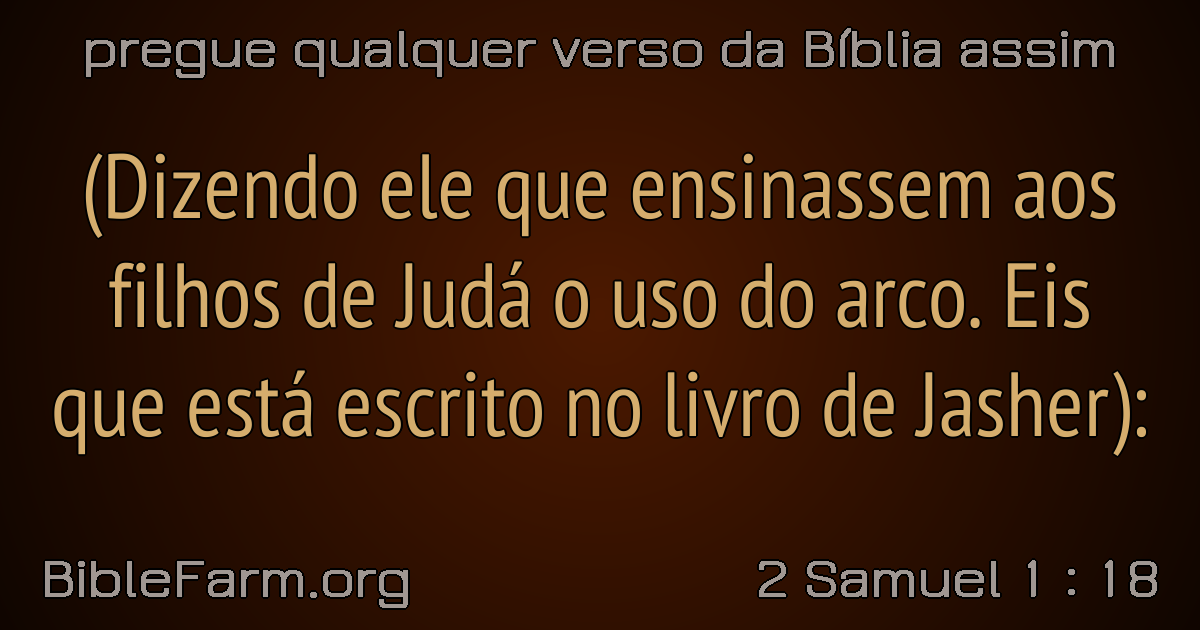 pregue qualquer verso da Bíblia assim
(Dizendo ele que ensinassem aos
filhos de Judá o uso do arco. Eis
que está escrito no livro de Jasher):
BibleFarm.org
2 Samuel 1 : 18